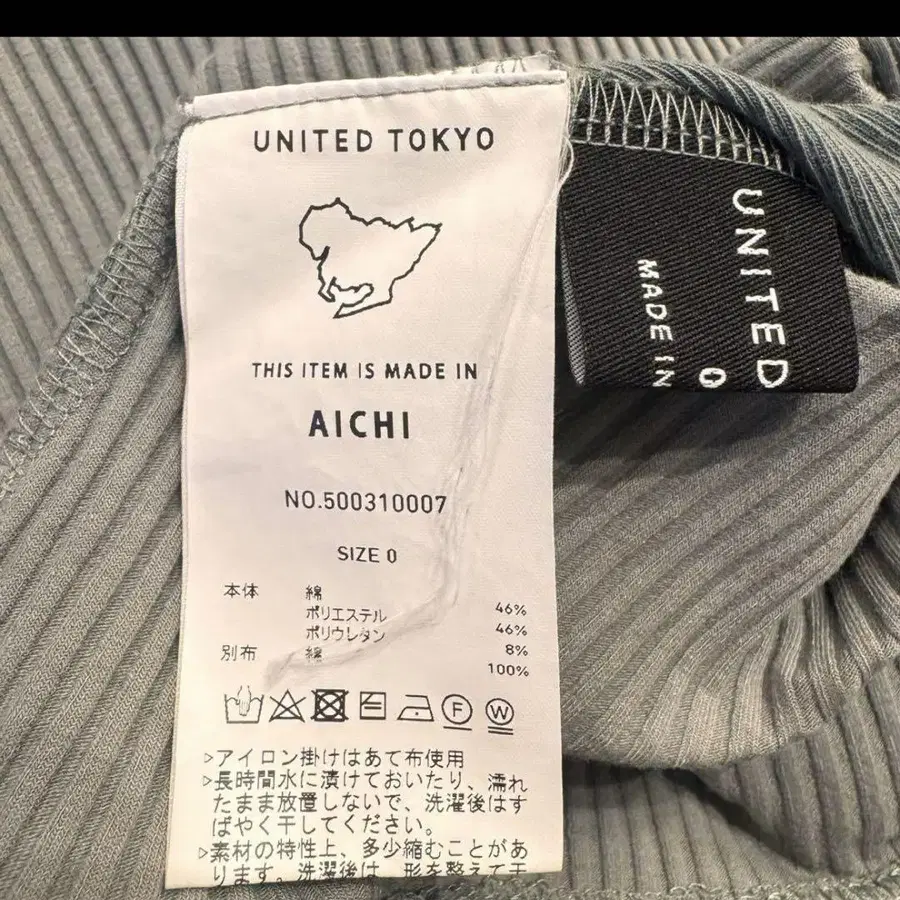 UNITED TOKYO
THIS ITEM IS MADE IN
AICHI
NO.500310007
SIZE 0
本体 綿 46%
ポリエステル 46%
ポリウレタン 8%
別布 綿 100%
F W
▷アイロン掛けはあて布使用
▷長時間水に漬けておいたり、濡れ
たまま放置しないで、洗濯後はす
ばやく干してください。
▷素材の特性上、多少縮むことがあ
ります。洗濯後は、形を整えて干
UNITED
0
MADE IN